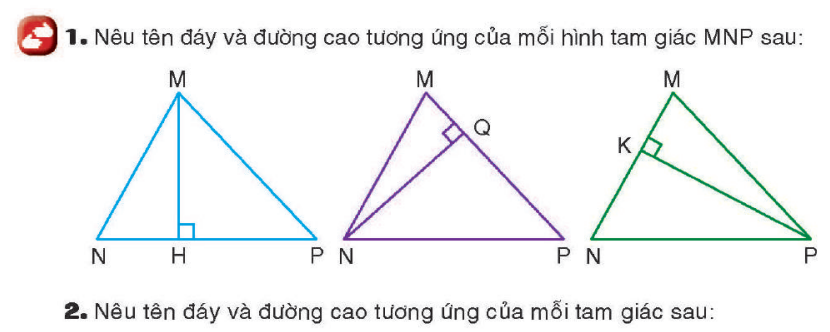 1. Nêu tên đáy và đường cao tương ứng của mỗi hình tam giác MNP sau:
M M M
Q K
N H P N P N P
2. Nêu tên đáy và đường cao tương ứng của mỗi tam giác sau: